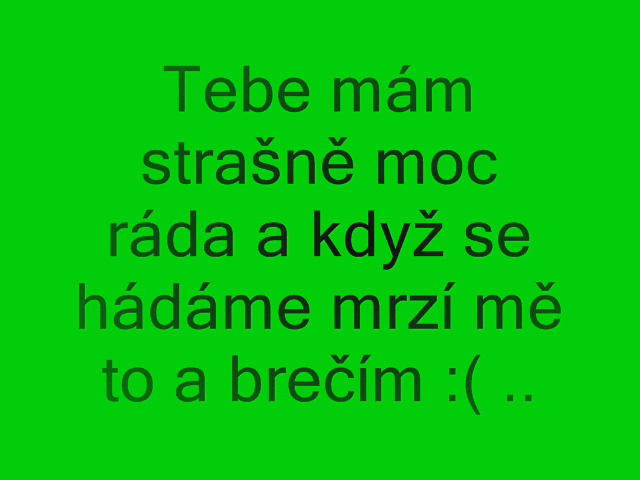 Tebe mám
strašně moc
ráda a když se
hádáme mrzí mě
to a brečím :( ..